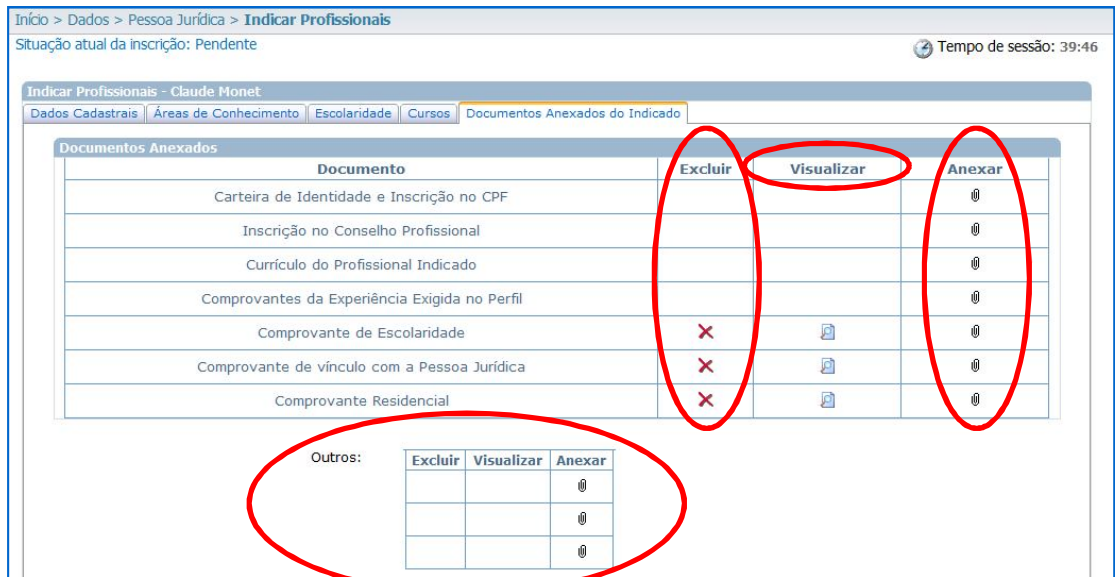 Início > Dados > Pessoa Jurídica > Indicar Profissionais
Situação atual da inscrição: Pendente
Tempo de sessão: 39:46
Indicar Profissionais - Claude Monet
Dados Cadastrais Áreas de Conhecimento Escolaridade Cursos Documentos Anexados do Indicado
Documentos Anexados
Documento Excluir Visualizar Anexar
Carteira de Identidade e Inscrição no CPF
Inscrição no Conselho Profissional
Currículo do Profissional Indicado
Comprovantes da Experiência Exigida no Perfil
Comprovante de Escolaridade
Comprovante de vínculo com a Pessoa Jurídica
Comprovante Residencial
Outros: Excluir Visualizar Anexar